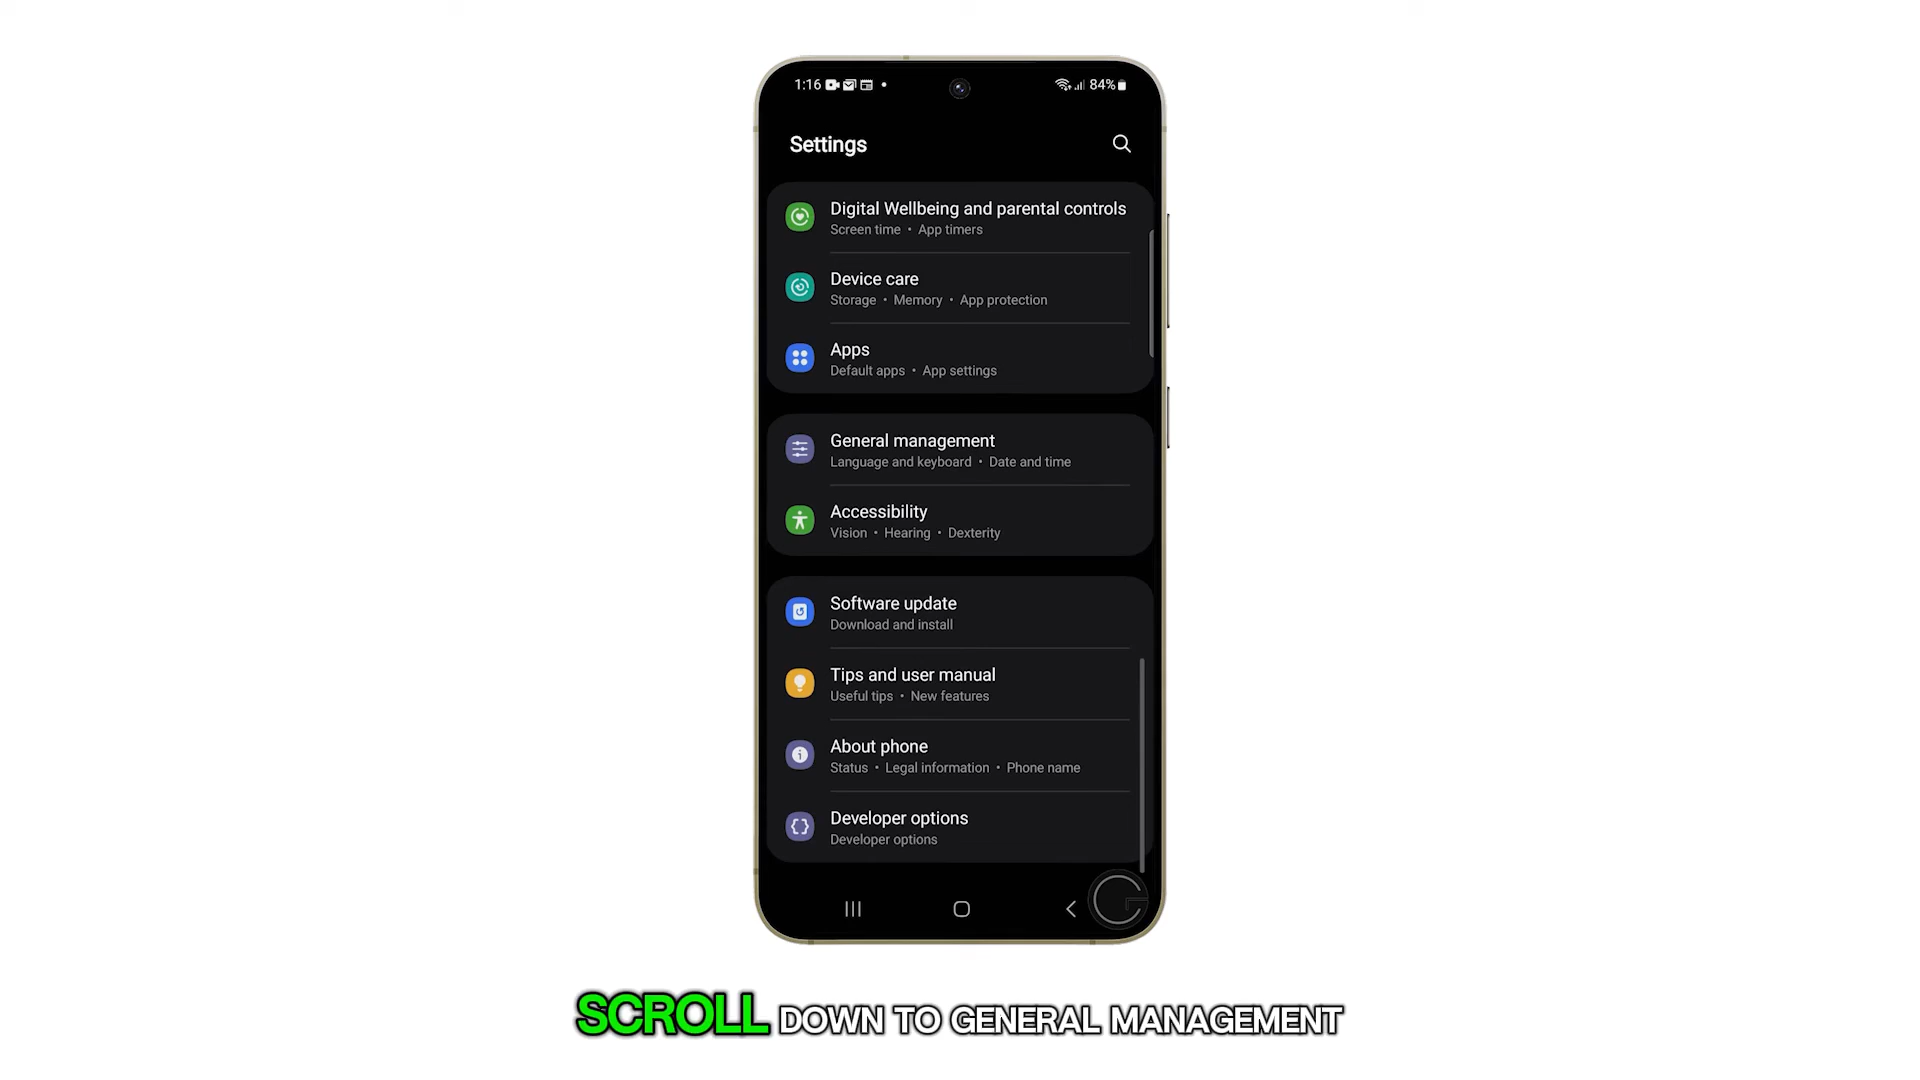 1:16
84%
Settings
Digital Wellbeing and parental controls
Screen time • App timers
Device care
Storage • Memory • App protection
Apps
Default apps • App settings
General management
Language and keyboard • Date and time
Accessibility
Vision • Hearing • Dexterity
Software update
Download and install
Tips and user manual
Useful tips • New features
About phone
Status • Legal information • Phone name
Developer options
Developer options
SCROLL DOWN TO GENERAL MANAGEMENT